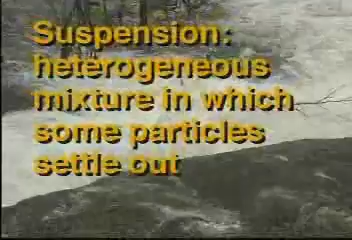 Suspension:
heterogeneous
mixture in which
some particles
settle out